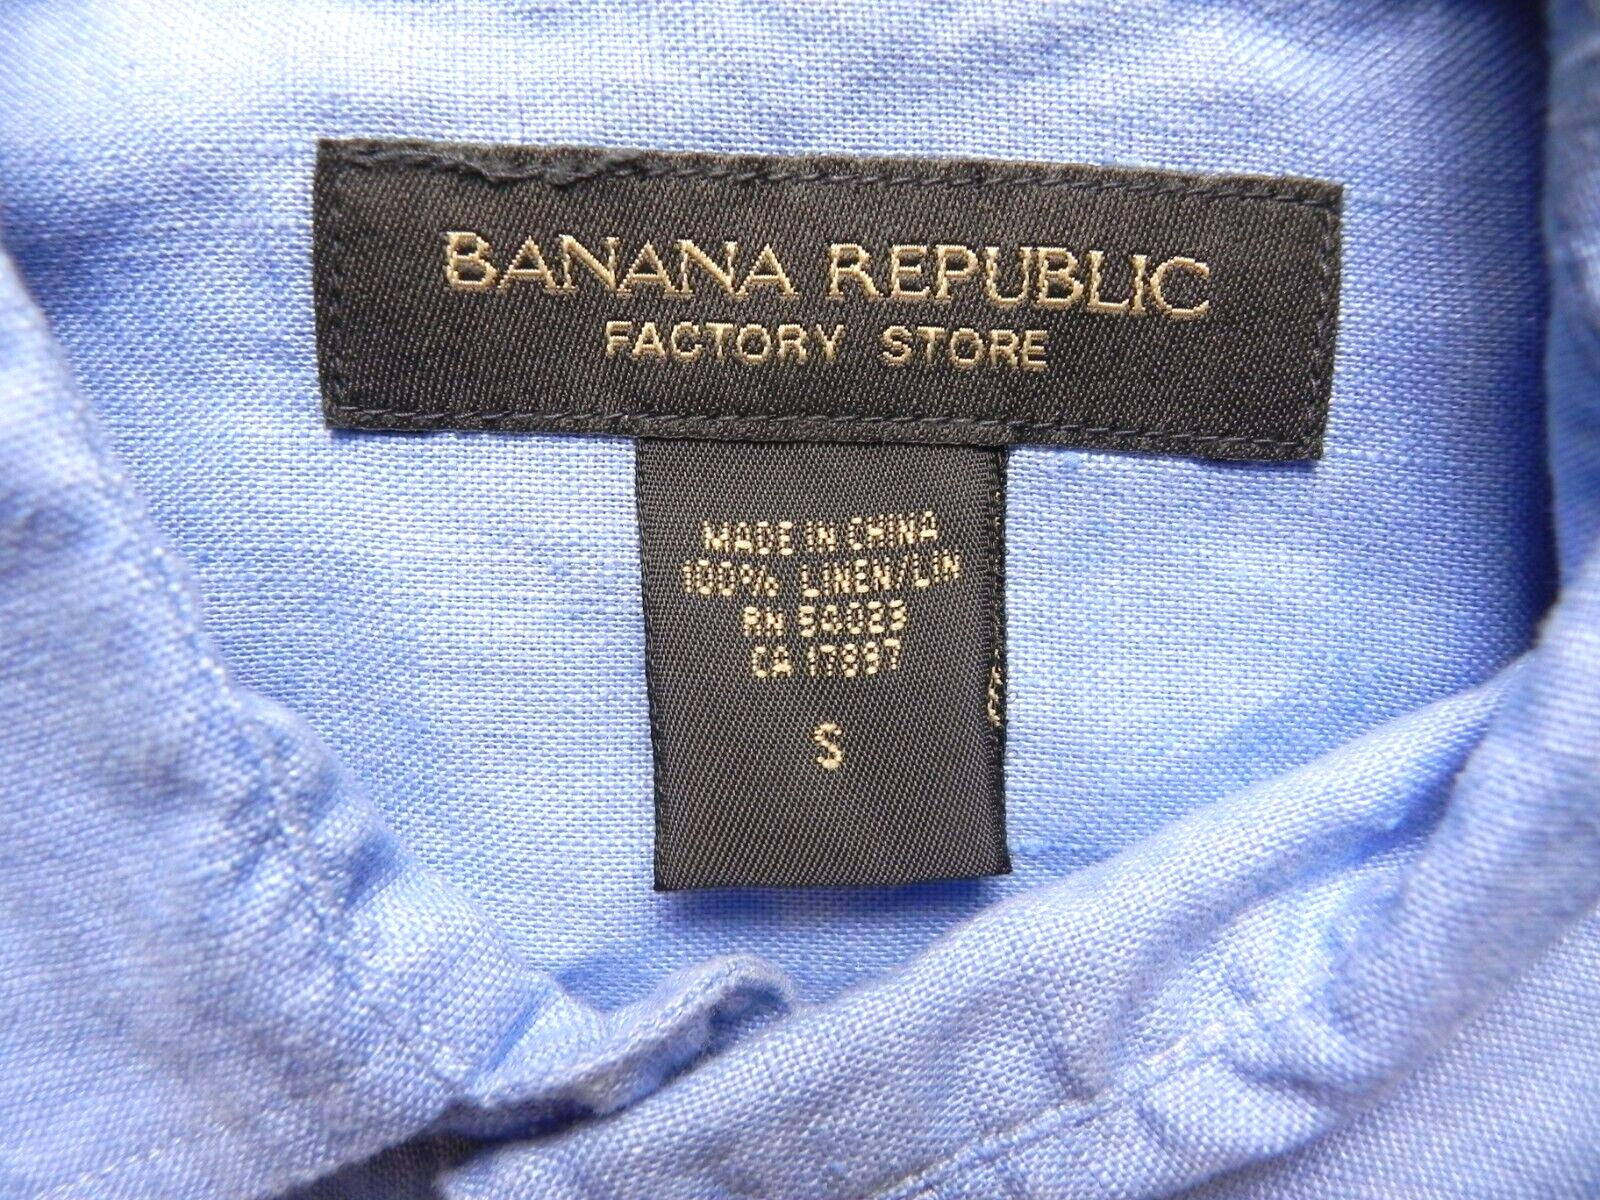 BANANA REPUBLIC
FACTORY STORE
MADE IN CHINA
100% LINEN/LIN
RN 54023
CA 17897
S